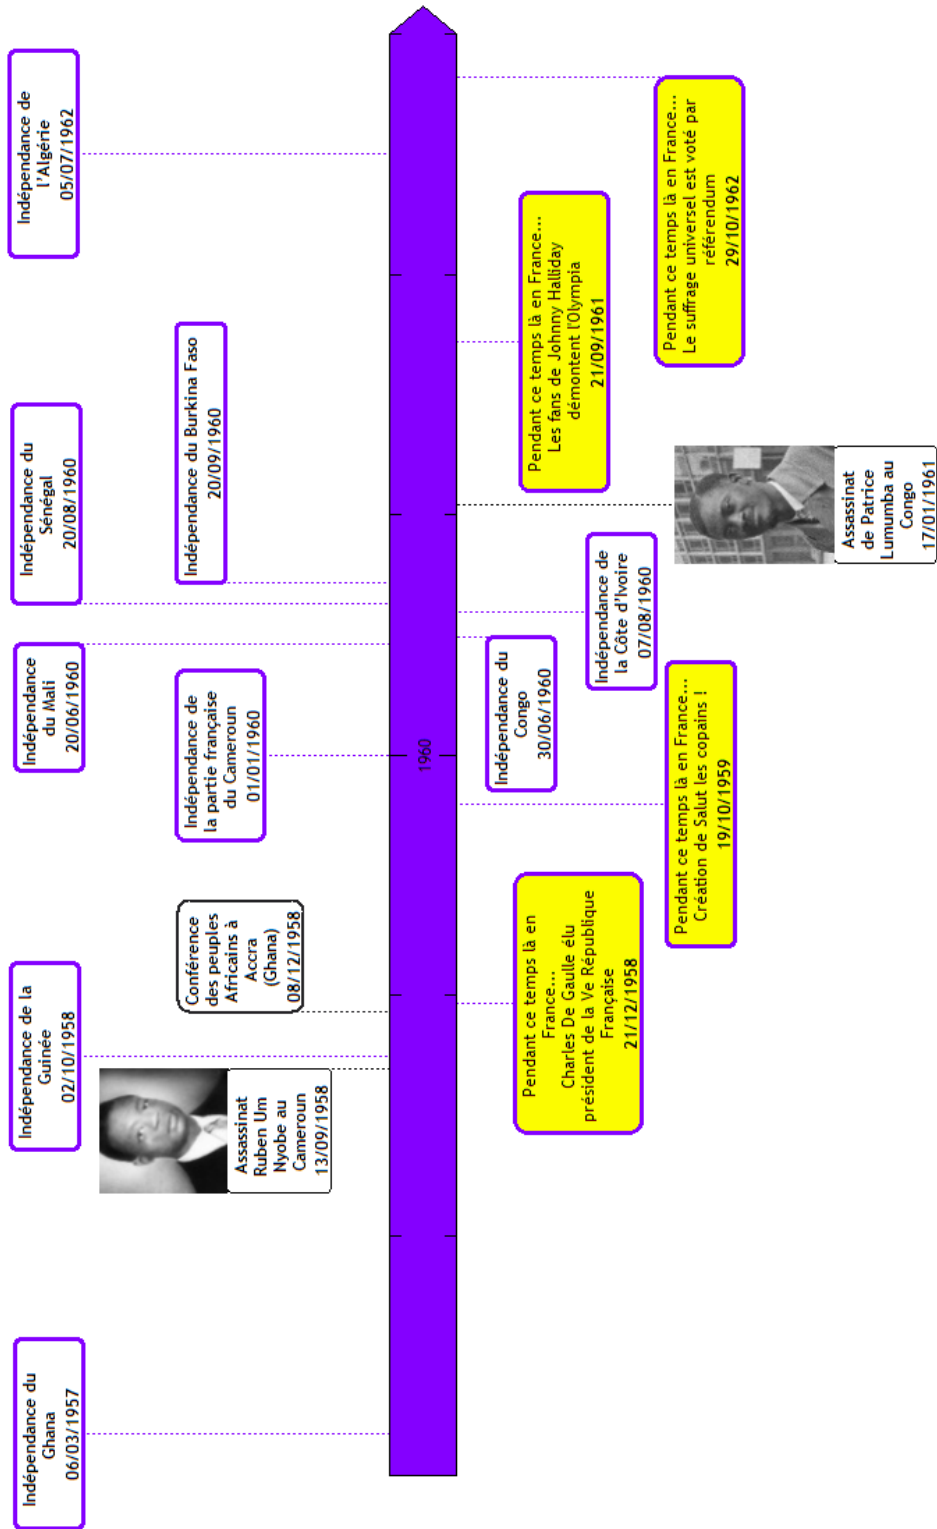 Indépendance du
Ghana
06/03/1957
Indépendance de la
Guinée
02/10/1958
Indépendance
du Mali
20/06/1960
Indépendance du
Sénégal
20/08/1960
Indépendance de
l'Algérie
05/07/1962
Assassinat
Ruben Um
Nyobe au
Cameroun
13/09/1958
Conférence
des peuples
Africains à
Accra
(Ghana)
08/12/1958
Indépendance de
la partie française
du Cameroun
01/01/1960
Indépendance du Burkina Faso
20/09/1960
1960
Indépendance du
Congo
30/06/1960
Pendant ce temps là en
France...
Charles De Gaulle élu
président de la Ve République
Française
21/12/1958
Pendant ce temps là en France...
Les fans de Johnny Halliday
démontent l'Olympia
21/09/1961
Indépendance de
la Côte d'Ivoire
07/08/1960
Pendant ce temps là en France...
Création de Salut les copains !
19/10/1959
Pendant ce temps là en France...
Le suffrage universel est voté par
référendum
29/10/1962
Assassinat
de Patrice
Lumumba au
Congo
17/01/1961